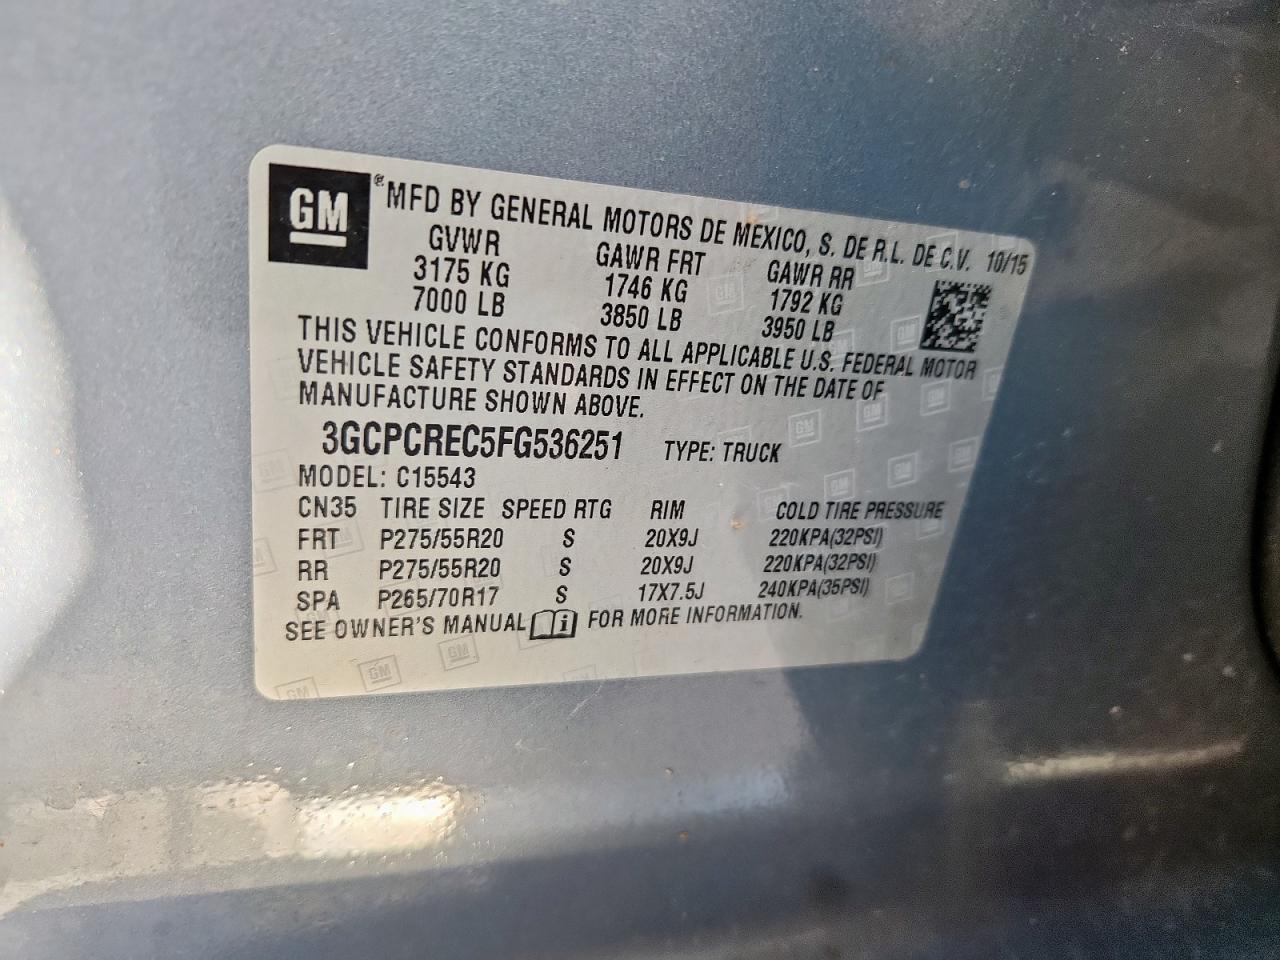 GM ® MFD BY GENERAL MOTORS DE MEXICO, S. DE R.L. DE C.V. 10/15
GVWR GAWR FRT GAWR RR
3175 KG 1746 KG 1792 KG
7000 LB 3850 LB 3950 LB
THIS VEHICLE CONFORMS TO ALL APPLICABLE U.S. FEDERAL MOTOR
VEHICLE SAFETY STANDARDS IN EFFECT ON THE DATE OF
MANUFACTURE SHOWN ABOVE.
3GCPCREC5FG536251 TYPE: TRUCK
MODEL: C15543
CN35 TIRE SIZE SPEED RTG RIM COLD TIRE PRESSURE
FRT P275/55R20 S 20X9J 220KPA(32PSI)
RR P275/55R20 S 20X9J 220KPA(32PSI)
SPA P265/70R17 S 17X7.5J 240KPA(35PSI)
SEE OWNER'S MANUAL i FOR MORE INFORMATION.